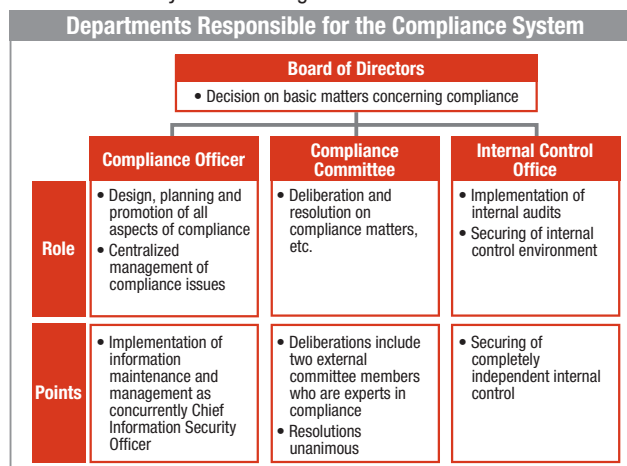 Departments Responsible for the Compliance System
Board of Directors
• Decision on basic matters concerning compliance
Compliance Officer
Compliance
Committee
Internal Control
Office
Role
• Design, planning and
promotion of all
aspects of compliance
• Centralized
management of
compliance issues
• Deliberation and
resolution on
compliance matters,
etc.
• Implementation of
internal audits
• Securing of internal
control environment
Points
• Implementation of
information
maintenance and
management as
concurrently Chief
Information Security
Officer
• Deliberations include
two external
committee members
who are experts in
compliance
• Resolutions
unanimous
• Securing of
completely
independent internal
control